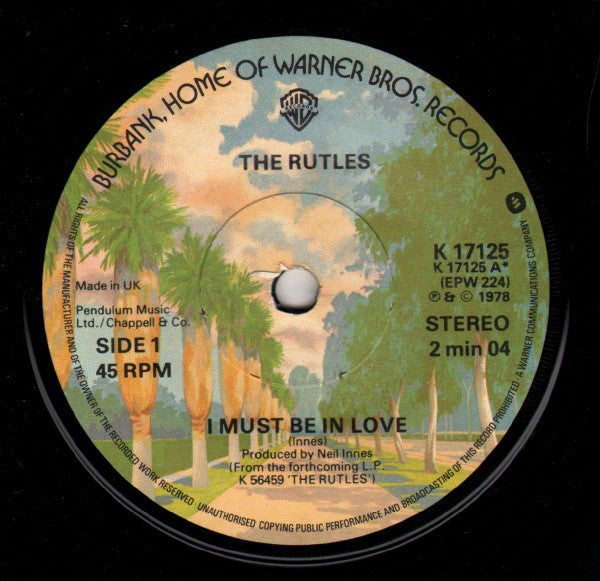 BURBANK, HOME OF WARNER BROS. RECORDS
WB
THE RUTLES
K 17125
K 17125 A*
(EPW 224)
℗ & © 1978
STEREO
2 min 04
Made in UK
Pendulum Music
Ltd./Chappell & Co.
SIDE 1
45 RPM
I MUST BE IN LOVE
(Innes)
Produced by Neil Innes
(From the forthcoming L.P.
K 56459 'THE RUTLES')
ALL RIGHTS OF THE MANUFACTURER AND OF THE OWNER OF THE RECORDED WORK RESERVED · UNAUTHORISED COPYING PUBLIC PERFORMANCE AND BROADCASTING OF THIS RECORD PROHIBITED · A WARNER COMMUNICATIONS COMPANY